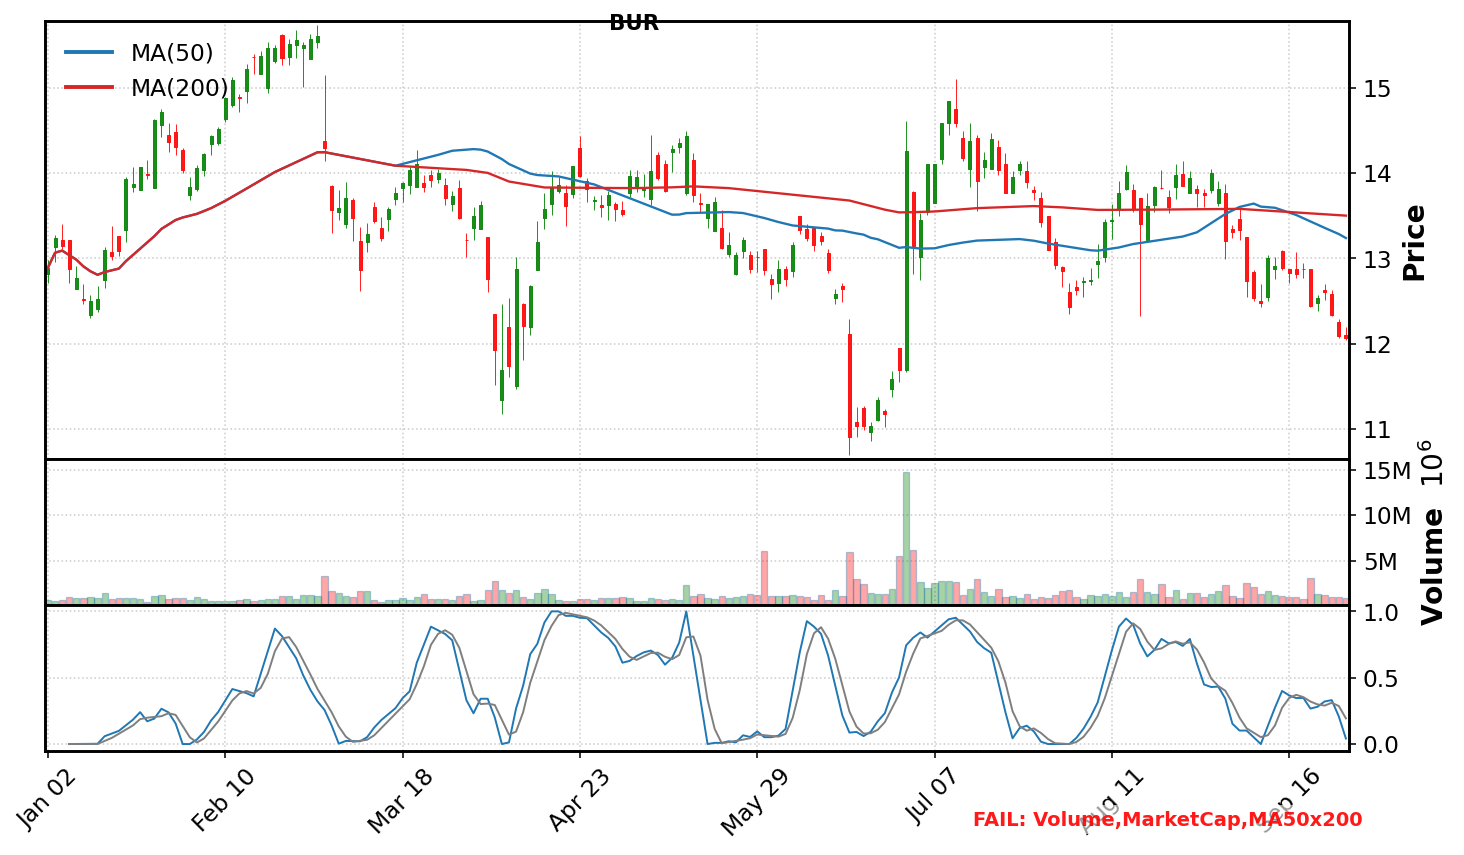 BUR
MA(50)
MA(200)
15
14
13
12
11
Price
15M
10M
5M
Volume 10^6
1.0
0.5
0.0
Jan 02
Feb 10
Mar 18
Apr 23
May 29
Jul 07
Aug 11
Sep 16
FAIL: Volume,MarketCap,MA50x200